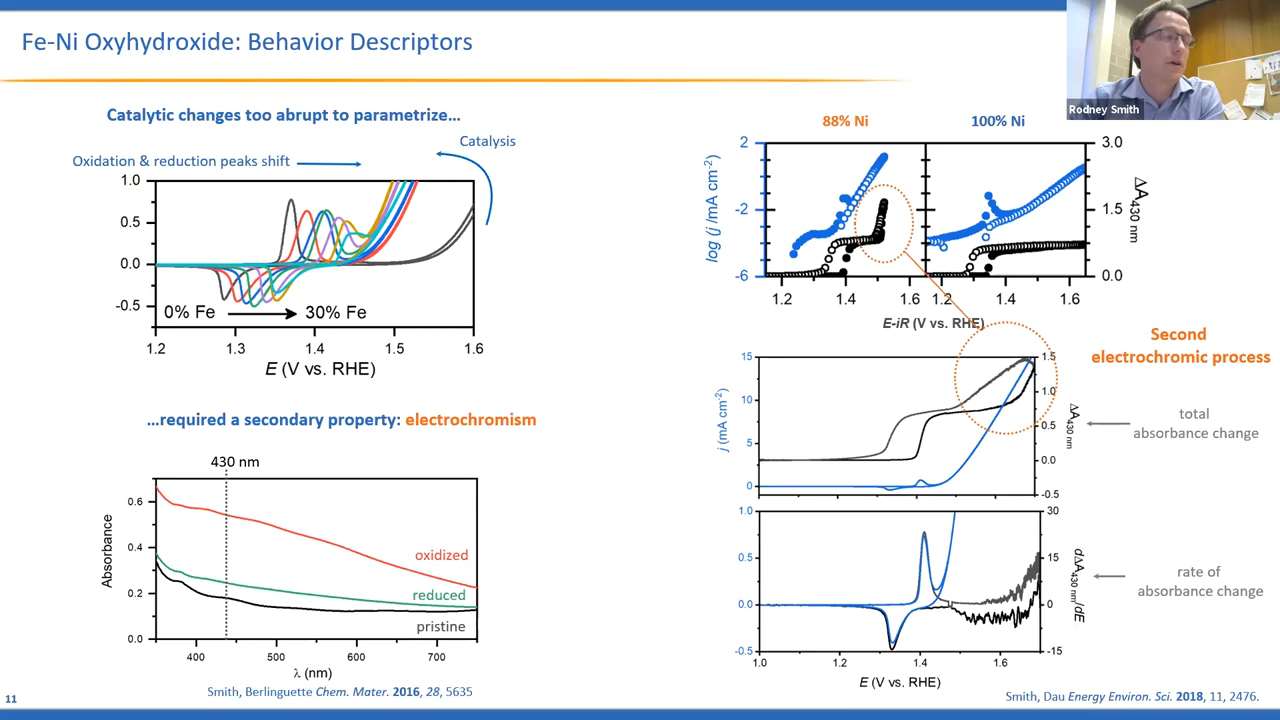 Fe-Ni Oxyhydroxide: Behavior Descriptors
Rodney Smith
Catalytic changes too abrupt to parametrize…
Catalysis
Oxidation & reduction peaks shift
1.0
0.5
0.0
-0.5
0% Fe
30% Fe
1.2 1.3 1.4 1.5 1.6
E (V vs. RHE)
…required a secondary property: electrochromism
430 nm
Absorbance
0.6
0.4
0.2
0.0
oxidized
reduced
pristine
400 500 600 700
λ (nm)
Smith, Berlinguette Chem. Mater. 2016, 28, 5635
11
88% Ni
100% Ni
log (j /mA cm-2)
2
-2
-6
3.0
1.5
0.0
ΔA430 nm
1.2 1.4 1.6 1.2 1.4 1.6
E-iR (V vs. RHE)
Second
electrochromic process
j (mA cm-2)
15
10
5
0
1.5
1.0
0.5
0.0
-0.5
ΔA430 nm
total
absorbance change
1.0
0.5
0.0
-0.5
30
15
0
-15
dΔA430 nm/dE
rate of
absorbance change
1.0 1.2 1.4 1.6
E (V vs. RHE)
Smith, Dau Energy Environ. Sci. 2018, 11, 2476.